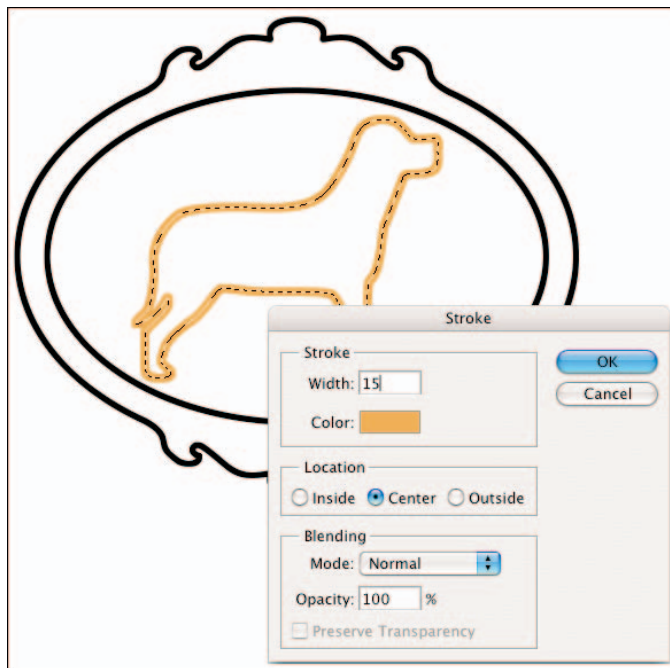 Stroke
Stroke
Width: 15
Color:
OK
Cancel
Location
Inside Center Outside
Blending
Mode: Normal
Opacity: 100 %
Preserve Transparency